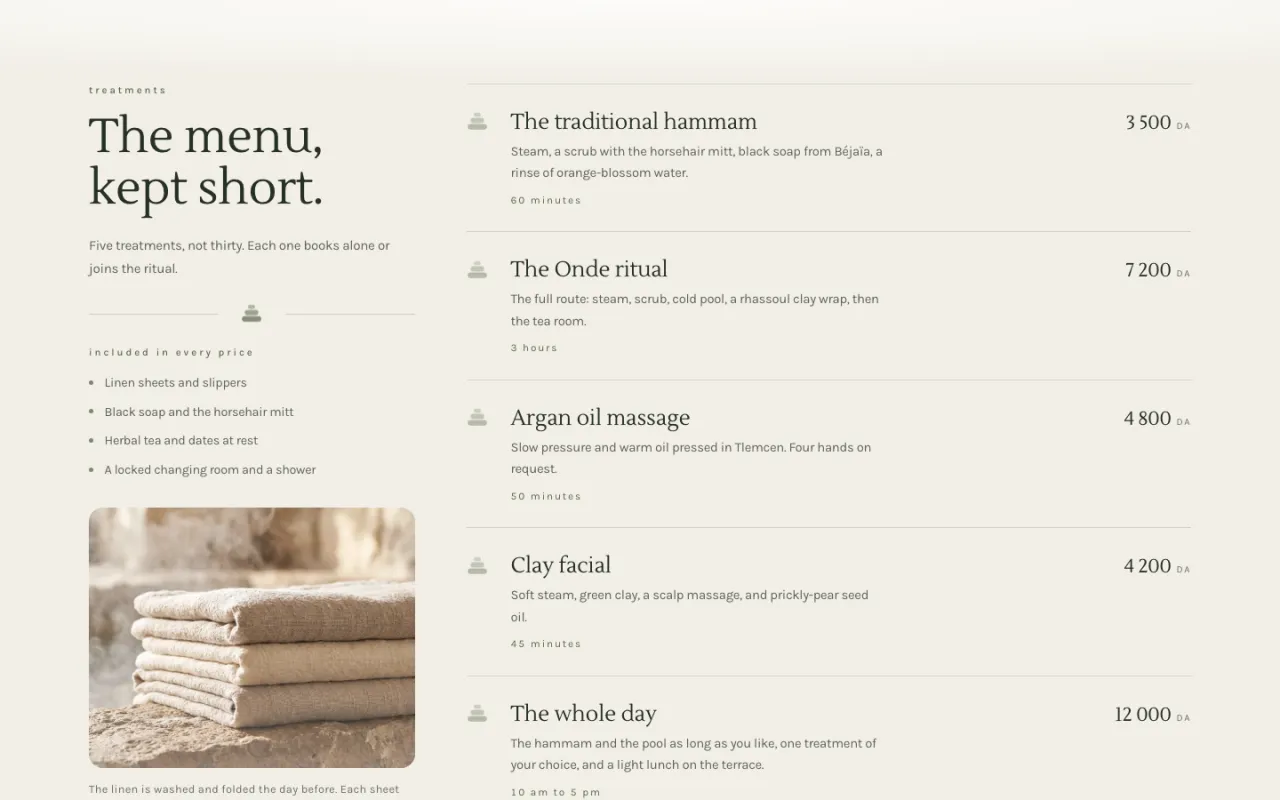 treatments
The menu,
kept short.
Five treatments, not thirty. Each one books alone or
joins the ritual.
included in every price
Linen sheets and slippers
Black soap and the horsehair mitt
Herbal tea and dates at rest
A locked changing room and a shower
The linen is washed and folded the day before. Each sheet
The traditional hammam
3 500 DA
Steam, a scrub with the horsehair mitt, black soap from Béjaïa, a
rinse of orange-blossom water.
60 minutes
The Onde ritual
7 200 DA
The full route: steam, scrub, cold pool, a rhassoul clay wrap, then
the tea room.
3 hours
Argan oil massage
4 800 DA
Slow pressure and warm oil pressed in Tlemcen. Four hands on
request.
50 minutes
Clay facial
4 200 DA
Soft steam, green clay, a scalp massage, and prickly-pear seed
oil.
45 minutes
The whole day
12 000 DA
The hammam and the pool as long as you like, one treatment of
your choice, and a light lunch on the terrace.
10 am to 5 pm